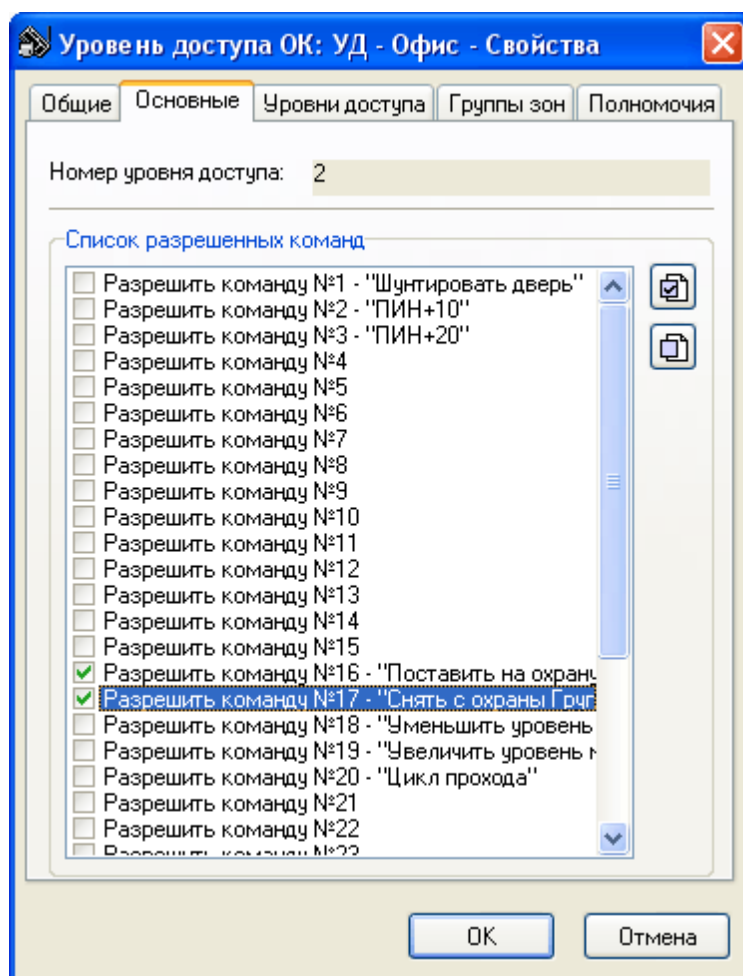 Уровень доступа ОК: УД - Офис - Свойства
Общие Основные Уровни доступа Группы зон Полномочия
Номер уровня доступа: 2
Список разрешенных команд
Разрешить команду №1 - "Шунтировать дверь"
Разрешить команду №2 - "ПИН+10"
Разрешить команду №3 - "ПИН+20"
Разрешить команду №4
Разрешить команду №5
Разрешить команду №6
Разрешить команду №7
Разрешить команду №8
Разрешить команду №9
Разрешить команду №10
Разрешить команду №11
Разрешить команду №12
Разрешить команду №13
Разрешить команду №14
Разрешить команду №15
Разрешить команду №16 - "Поставить на охран
Разрешить команду №17 - "Снять с охраны Груп
Разрешить команду №18 - "Уменьшить уровень
Разрешить команду №19 - "Увеличить уровень
Разрешить команду №20 - "Цикл прохода"
Разрешить команду №21
Разрешить команду №22
Разрешить команду №23
ОК Отмена